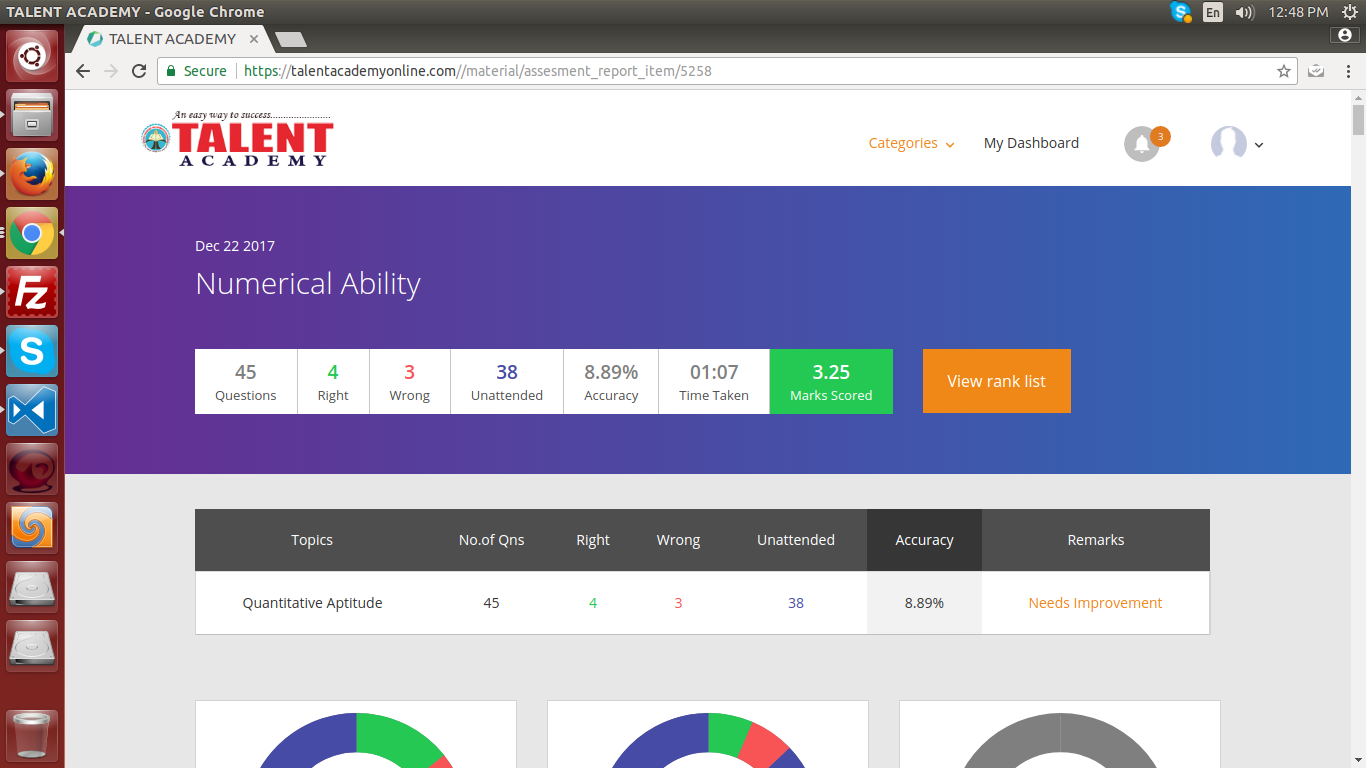 TALENT ACADEMY - Google Chrome
En
12:48 PM
TALENT ACADEMY
Secure
https://talentacademyonline.com//material/assesment_report_item/5258
An easy way to success.......................
TALENT
ACADEMY
Categories
My Dashboard
3
Dec 22 2017
Numerical Ability
45
4
3
38
8.89%
01:07
3.25
Questions
Right
Wrong
Unattended
Accuracy
Time Taken
Marks Scored
View rank list
Topics No.of Qns Right Wrong Unattended Accuracy Remarks
Quantitative Aptitude 45 4 3 38 8.89% Needs Improvement